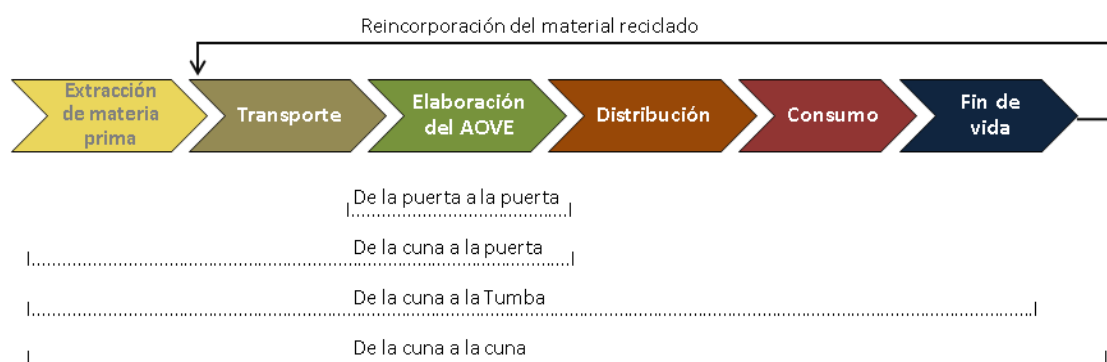 Reincorporación del material reciclado
Extracción
de materia
prima
Transporte
Elaboración
del AOVE
Distribución
Consumo
Fin de
vida
De la puerta a la puerta
De la cuna a la puerta
De la cuna a la Tumba
De la cuna a la cuna